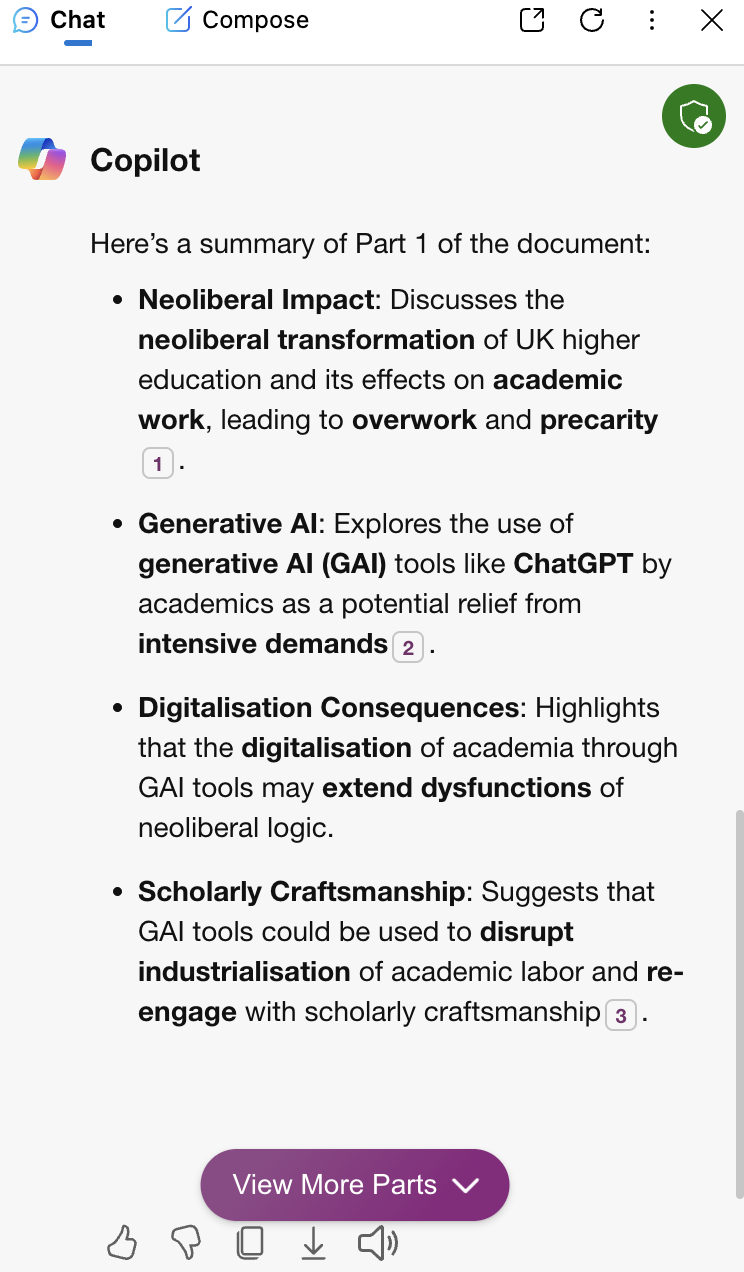 Chat Compose
Copilot
Here’s a summary of Part 1 of the document:
• Neoliberal Impact: Discusses the
neoliberal transformation of UK higher
education and its effects on academic
work, leading to overwork and precarity
1 .
• Generative AI: Explores the use of
generative AI (GAI) tools like ChatGPT by
academics as a potential relief from
intensive demands 2 .
• Digitalisation Consequences: Highlights
that the digitalisation of academia through
GAI tools may extend dysfunctions of
neoliberal logic.
• Scholarly Craftsmanship: Suggests that
GAI tools could be used to disrupt
industrialisation of academic labor and re-
engage with scholarly craftsmanship 3 .
View More Parts